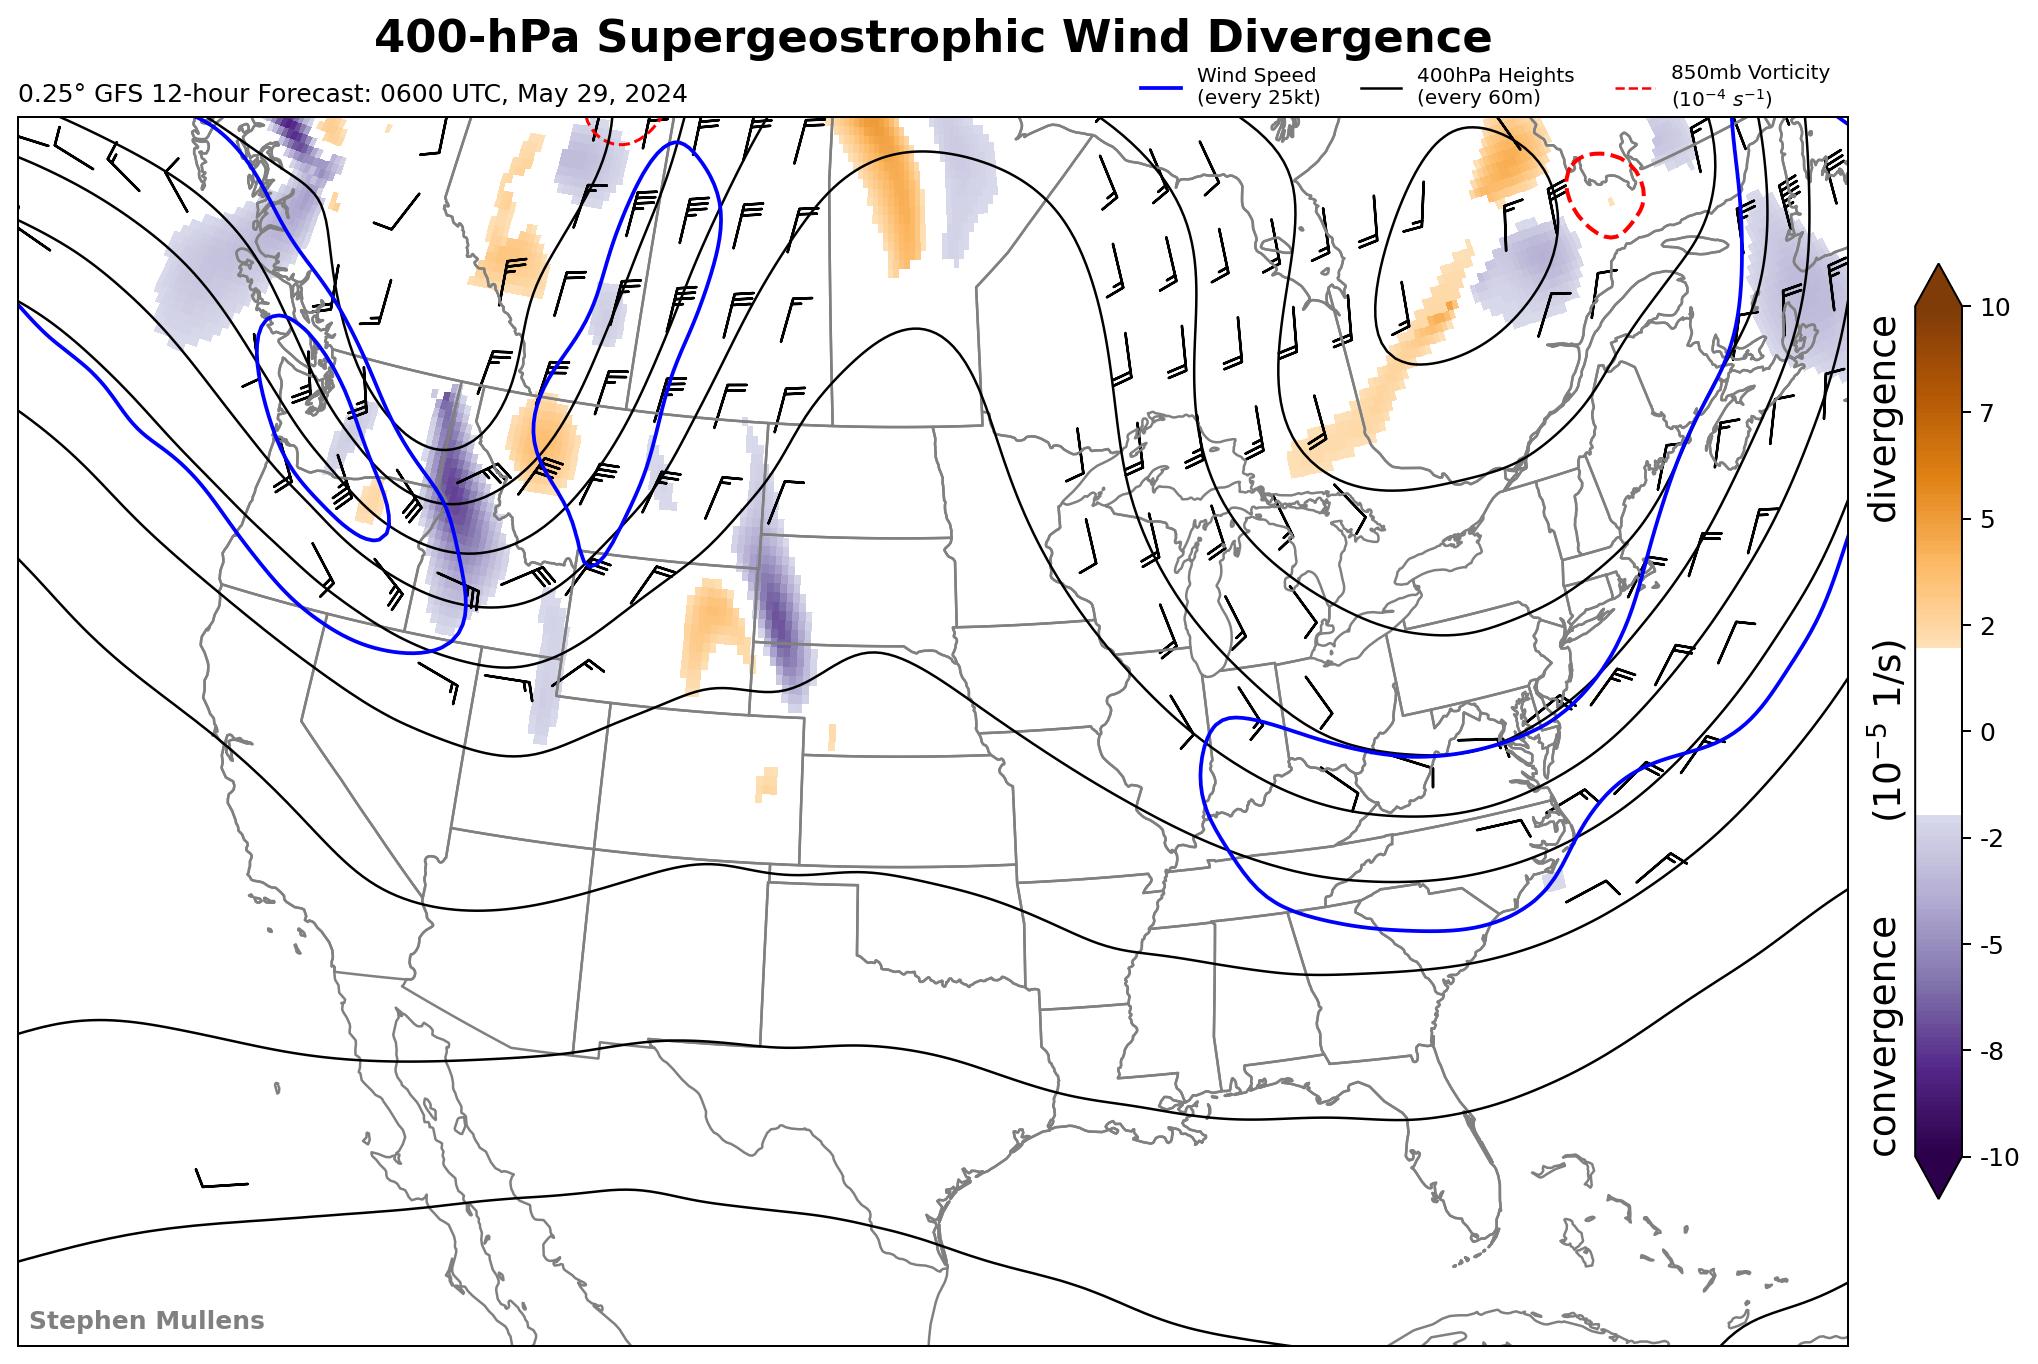 400-hPa Supergeostrophic Wind Divergence
0.25° GFS 12-hour Forecast: 0600 UTC, May 29, 2024
Wind Speed
(every 25kt)
400hPa Heights
(every 60m)
850mb Vorticity
(10⁻⁴ s⁻¹)
10
7
5
2
0
-2
-5
-8
-10
convergence (10⁻⁵ 1/s) divergence
Stephen Mullens